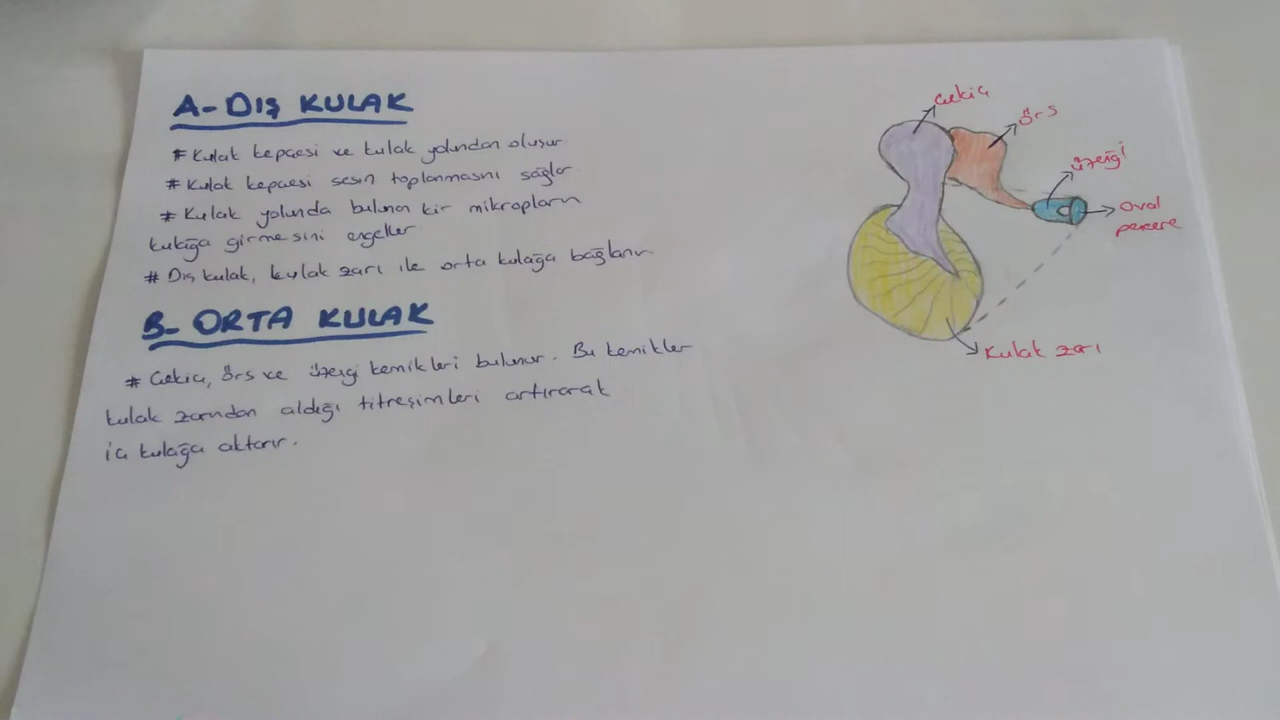 A- DIŞ KULAK
# Kulak kepçesi ve kulak yolundan oluşur.
# Kulak kepçesi sesin toplanmasını sağlar.
# Kulak yolunda bulunan kir mikropların
kulağa girmesini engeller
# Dış kulak, kulak zarı ile orta kulağa bağlanır.
B- ORTA KULAK
# Çekiç, örs ve üzengi kemikleri bulunur. Bu kemikler
kulak zarından aldığı titreşimleri artırarak
iç kulağa aktarır.
Çekiç
örs
üzengi
Oval
pencere
Kulak zarı